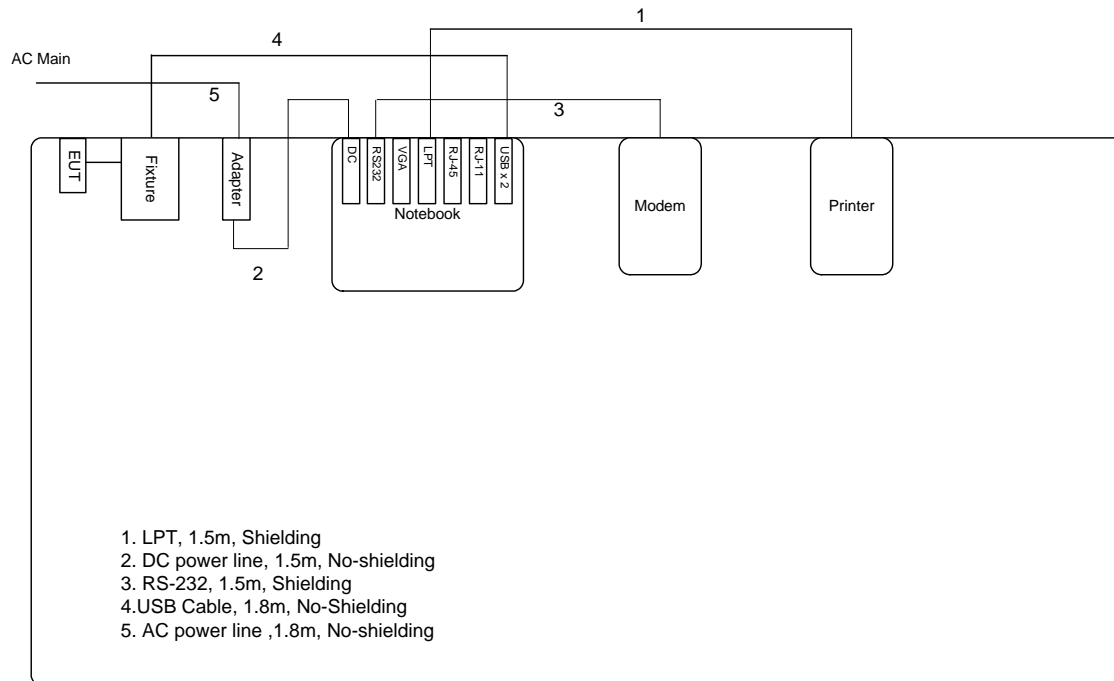 1
4
AC Main
5
3
EUT
Fixture
Adapter
DC
RS232
VGA
LPT
RJ-45
RJ-11
USB x 2
Notebook
Modem
Printer
2
1. LPT, 1.5m, Shielding
2. DC power line, 1.5m, No-shielding
3. RS-232, 1.5m, Shielding
4.USB Cable, 1.8m, No-Shielding
5. AC power line ,1.8m, No-shielding